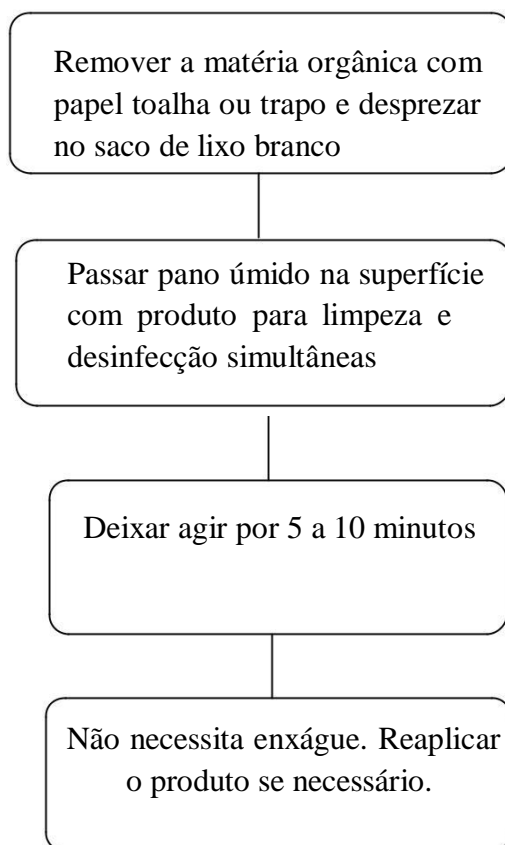 Remover a matéria orgânica com
papel toalha ou trapo e desprezar
no saco de lixo branco
Passar pano úmido na superfície
com produto para limpeza e
desinfecção simultâneas
Deixar agir por 5 a 10 minutos
Não necessita enxágue. Reaplicar
o produto se necessário.